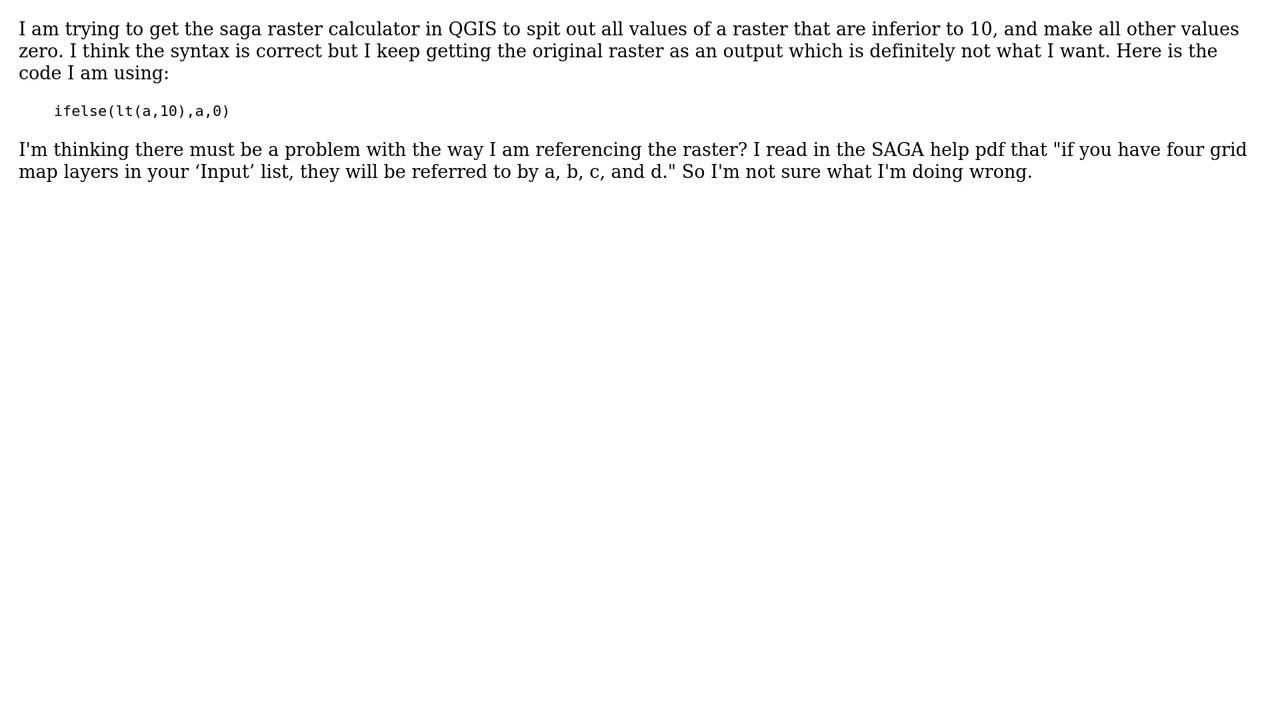 I am trying to get the saga raster calculator in QGIS to spit out all values of a raster that are inferior to 10, and make all other values
zero. I think the syntax is correct but I keep getting the original raster as an output which is definitely not what I want. Here is the
code I am using:
ifelse(lt(a,10),a,0)
I'm thinking there must be a problem with the way I am referencing the raster? I read in the SAGA help pdf that "if you have four grid
map layers in your ‘Input’ list, they will be referred to by a, b, c, and d." So I'm not sure what I'm doing wrong.